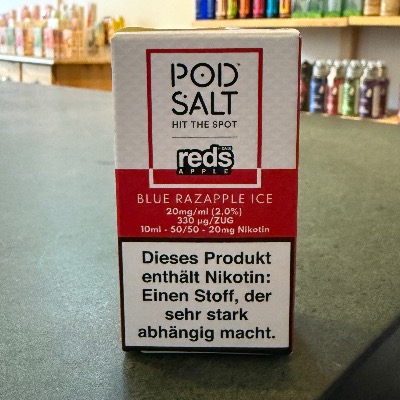 POD
SALT
HIT THE SPOT
reds
APPLE
BLUE RAZAPPLE ICE
20mg/ml (2,0%)
330 µg/ZUG
10ml - 50/50 - 20mg Nikotin
Dieses Produkt
enthält Nikotin:
Einen Stoff, der
sehr stark
abhängig macht.